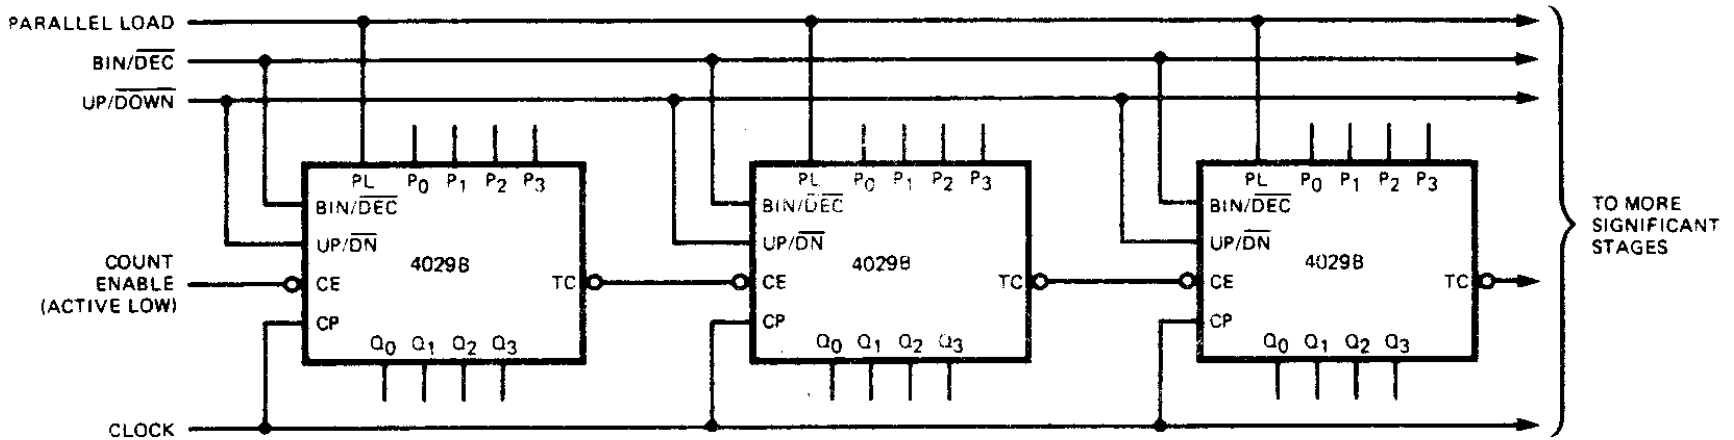 PARALLEL LOAD
BIN/DEC
UP/DOWN
COUNT
ENABLE
(ACTIVE LOW)
CLOCK
PL P0 P1 P2 P3
BIN/DEC
UP/DN
4029B
CE
TC
CP
Q0 Q1 Q2 Q3
PL P0 P1 P2 P3
BIN/DEC
UP/DN
4029B
CE
TC
CP
Q0 Q1 Q2 Q3
PL P0 P1 P2 P3
BIN/DEC
UP/DN
4029B
CE
TC
CP
Q0 Q1 Q2 Q3
TO MORE
SIGNIFICANT
STAGES